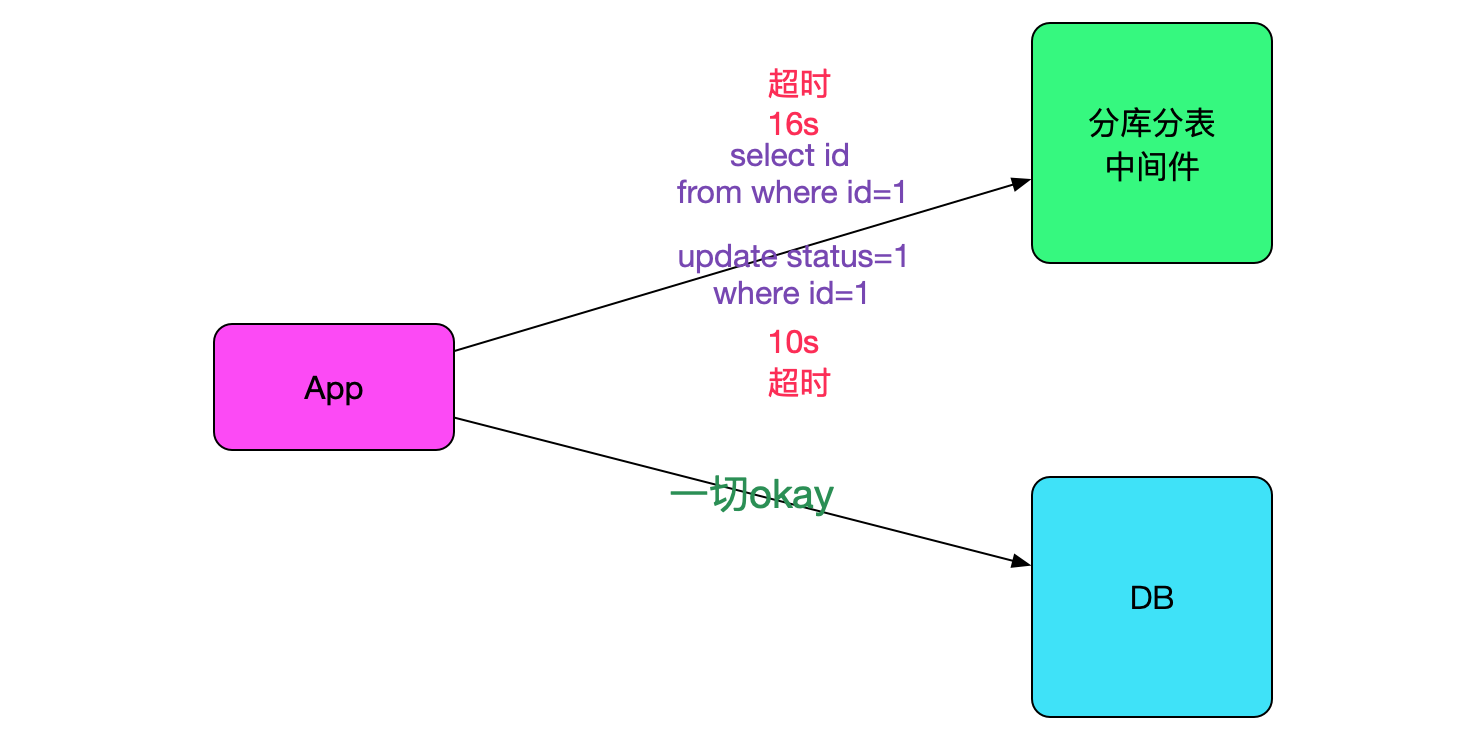 超时
16s
select id
from where id=1
分库分表
中间件
update status=1
where id=1
10s
超时
App
一切okay
DB